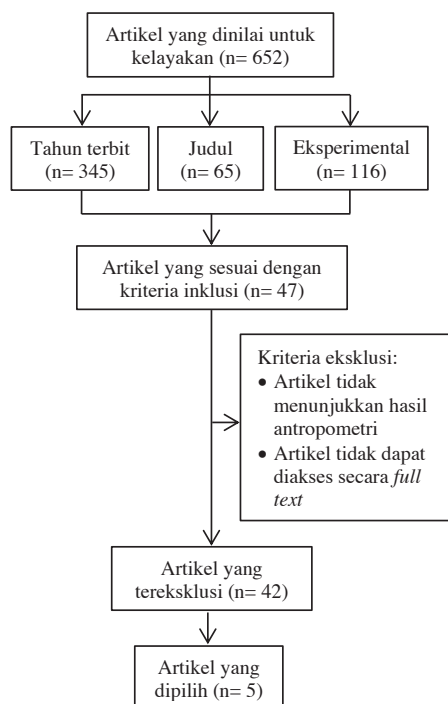 Artikel yang dinilai untuk
kelayakan (n= 652)
Tahun terbit
(n= 345)
Judul
(n= 65)
Eksperimental
(n= 116)
Artikel yang sesuai dengan
kriteria inklusi (n= 47)
Kriteria eksklusi:
• Artikel tidak
menunjukkan hasil
antropometri
• Artikel tidak dapat
diakses secara full
text
Artikel yang
tereksklusi (n= 42)
Artikel yang
dipilih (n= 5)